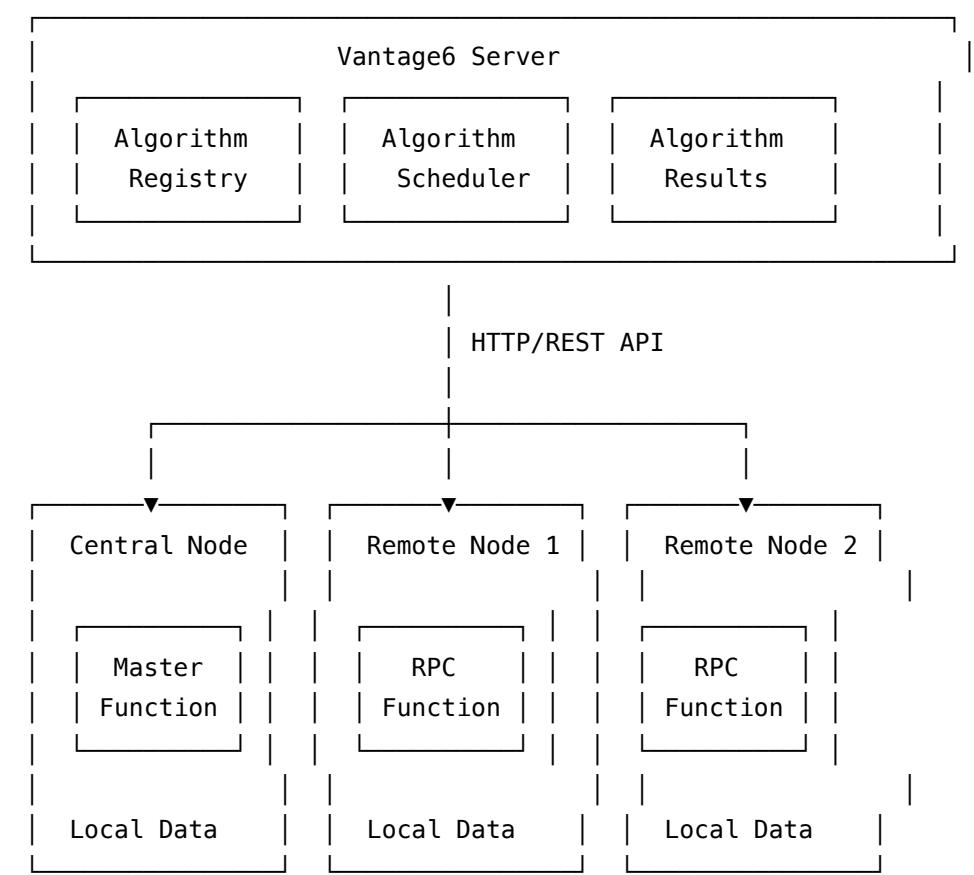 Vantage6 Server
Algorithm Algorithm Algorithm
Registry Scheduler Results
HTTP/REST API
Central Node Remote Node 1 Remote Node 2
Master RPC RPC
Function Function Function
Local Data Local Data Local Data